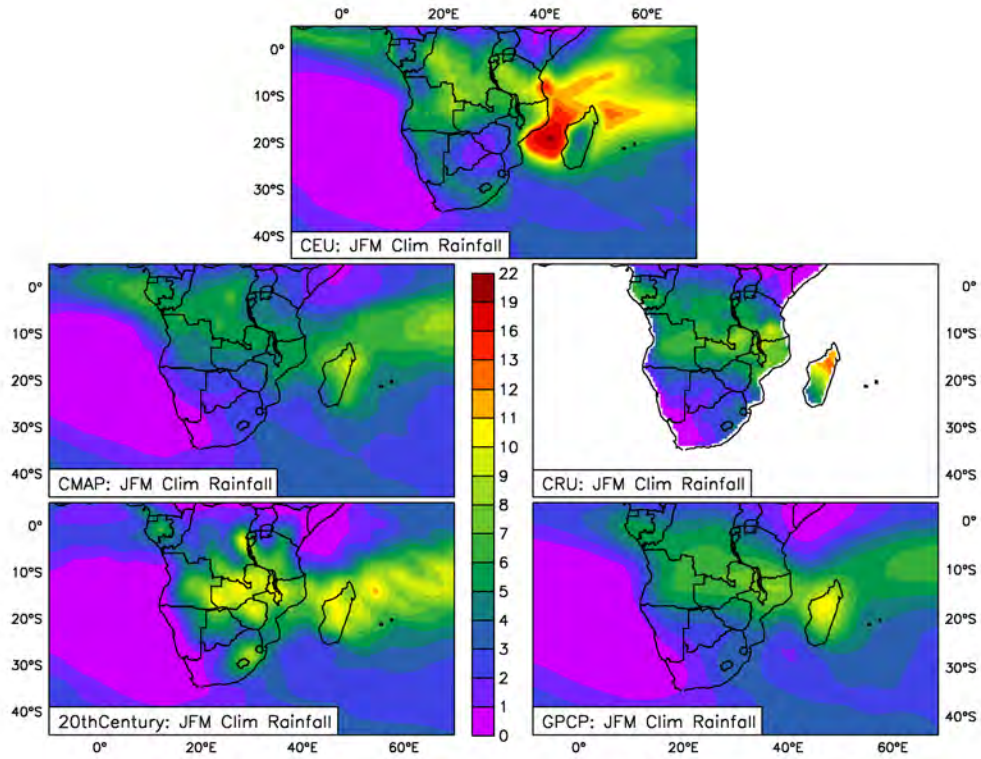 0° 20°E 40°E 60°E
0°
10°S
20°S
30°S
40°S
CEU: JFM Clim Rainfall
0°
10°S
20°S
30°S
40°S
CMAP: JFM Clim Rainfall
22
19
16
13
12
11
10
9
8
7
6
5
4
3
2
1
0
CRU: JFM Clim Rainfall
0°
10°S
20°S
30°S
40°S
0°
10°S
20°S
30°S
40°S
20thCentury: JFM Clim Rainfall
GPCP: JFM Clim Rainfall
0°
10°S
20°S
30°S
40°S
0° 20°E 40°E 60°E
0° 20°E 40°E 60°E